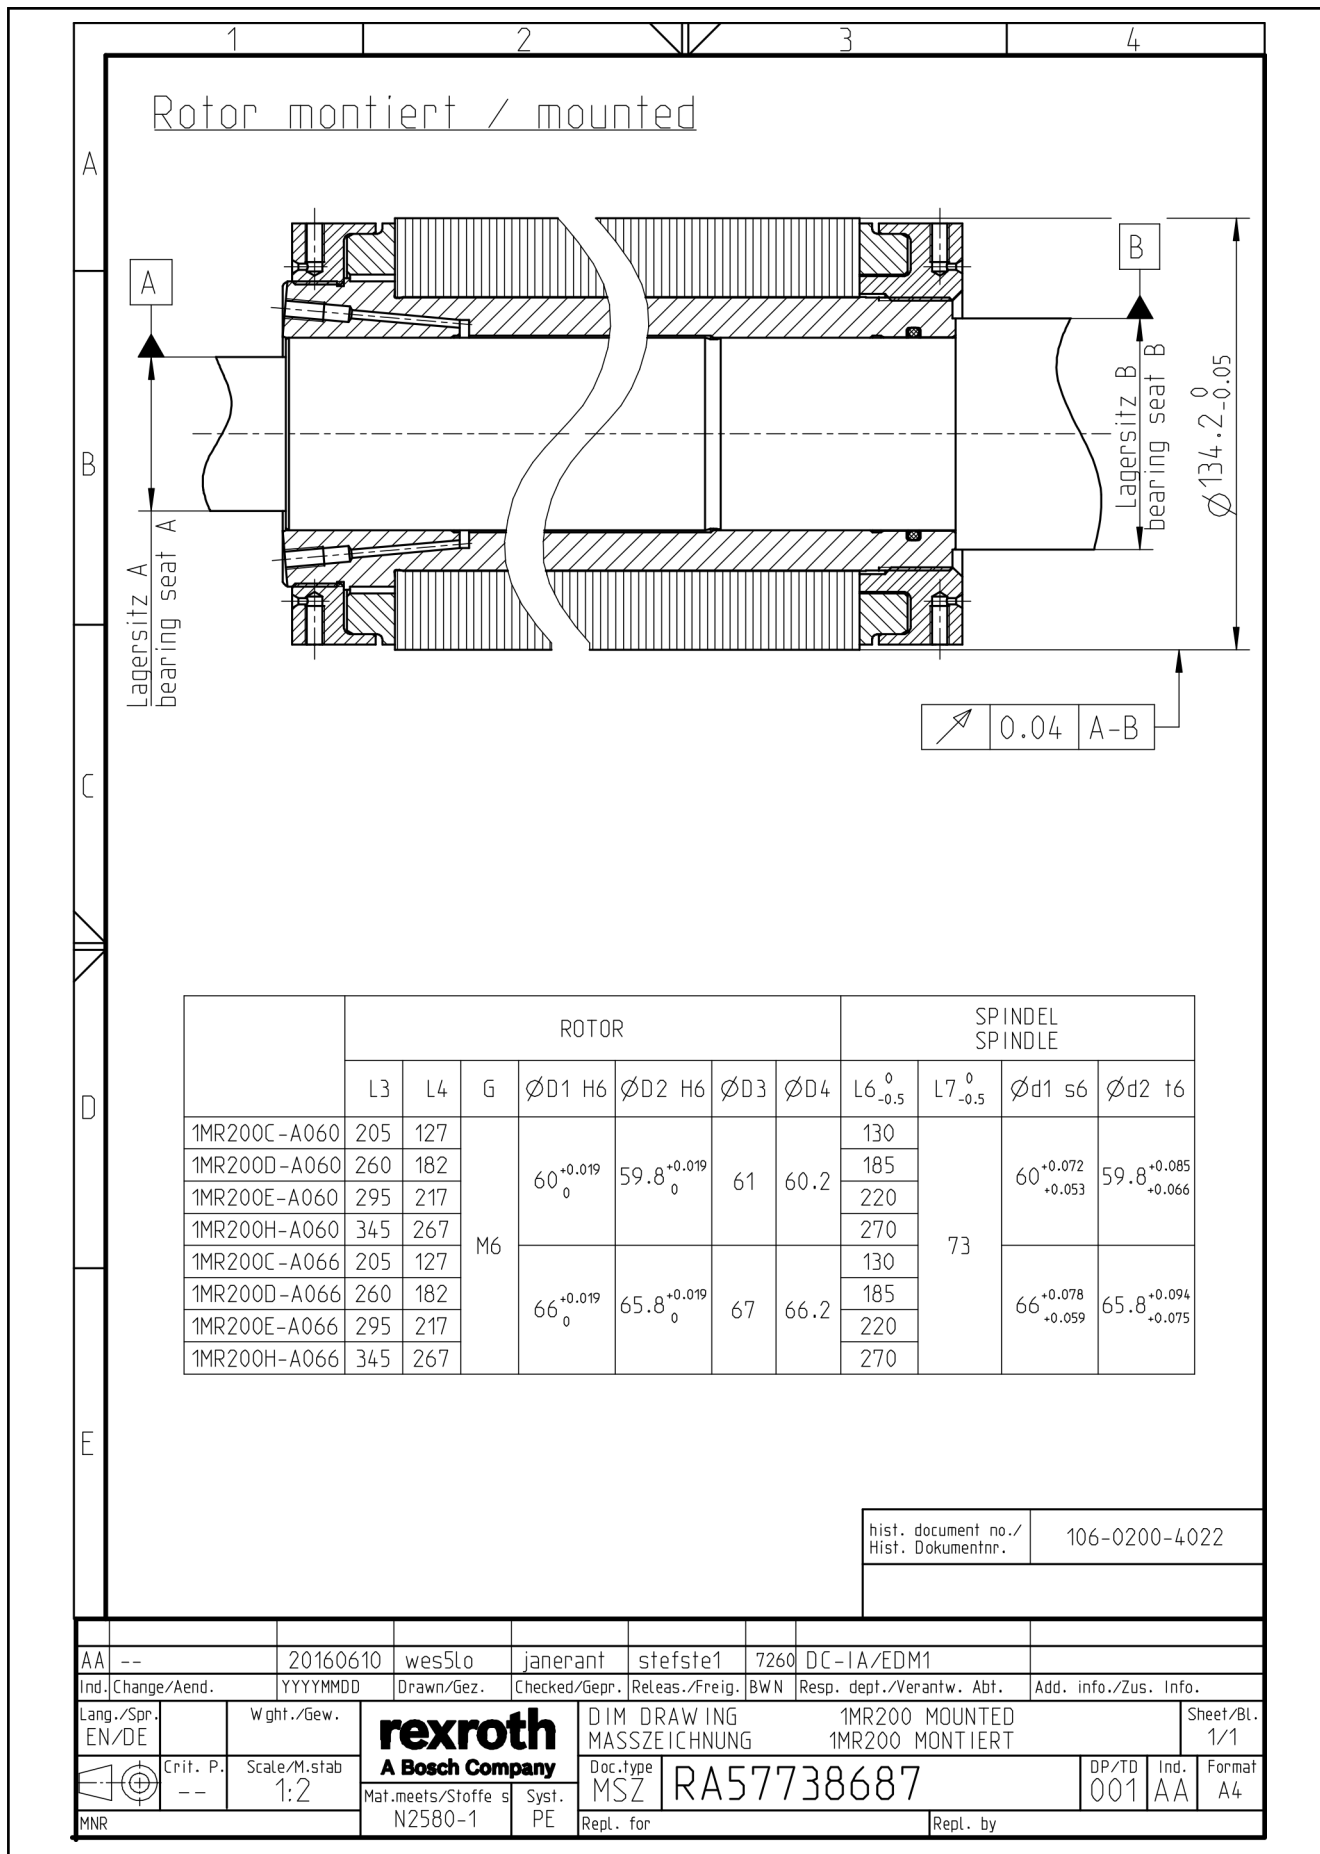 1 2 3 4
Rotor montiert / mounted
A
B
C
D
E
A
B
Lagersitz A
bearing seat A
Lagersitz B
bearing seat B
Ø134.2 0 -0.05
0.04 A-B
ROTOR
SPINDEL
SPINDLE
L3 L4 G ØD1 H6 ØD2 H6 ØD3 ØD4 L6 0 -0.5 L7 0 -0.5 Ød1 s6 Ød2 t6
1MR200C-A060 205 127 130
1MR200D-A060 260 182 185
60 +0.019 0 59.8 +0.019 0 61 60.2 60 +0.072 +0.053 59.8 +0.085 +0.066
1MR200E-A060 295 217 220
1MR200H-A060 345 267 270
M6 73
1MR200C-A066 205 127 130
1MR200D-A066 260 182 185
66 +0.019 0 65.8 +0.019 0 67 66.2 66 +0.078 +0.059 65.8 +0.094 +0.075
1MR200E-A066 295 217 220
1MR200H-A066 345 267 270
hist. document no./
Hist. Dokumentnr.
106-0200-4022
AA -- 20160610 wes5lo janerant stefste1 7260 DC-IA/EDM1
Ind. Change/Aend. YYYYMMDD Drawn/Gez. Checked/Gepr. Releas./Freig. BWN Resp. dept./Verantw. Abt. Add. info./Zus. Info.
Lang./Spr.
EN/DE
Wght./Gew.
rexroth
A Bosch Company
DIM DRAWING 1MR200 MOUNTED
MASSZEICHNUNG 1MR200 MONTIERT
Sheet/Bl.
1/1
Crit. P.
--
Scale/M.stab
1:2
Mat.meets/Stoffe s
N2580-1
Syst.
PE
Doc.type
MSZ
RA57738687
DP/TD
001
Ind.
AA
Format
A4
MNR
Repl. for
Repl. by